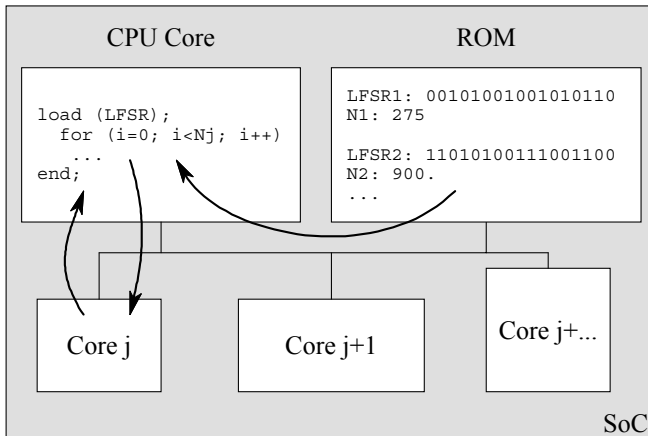 CPU Core
ROM
load (LFSR);
for (i=0; i<Nj; i++)
...
end;
LFSR1: 00101001001010110
N1: 275
LFSR2: 11010100111001100
N2: 900.
...
Core j
Core j+1
Core j+...
SoC